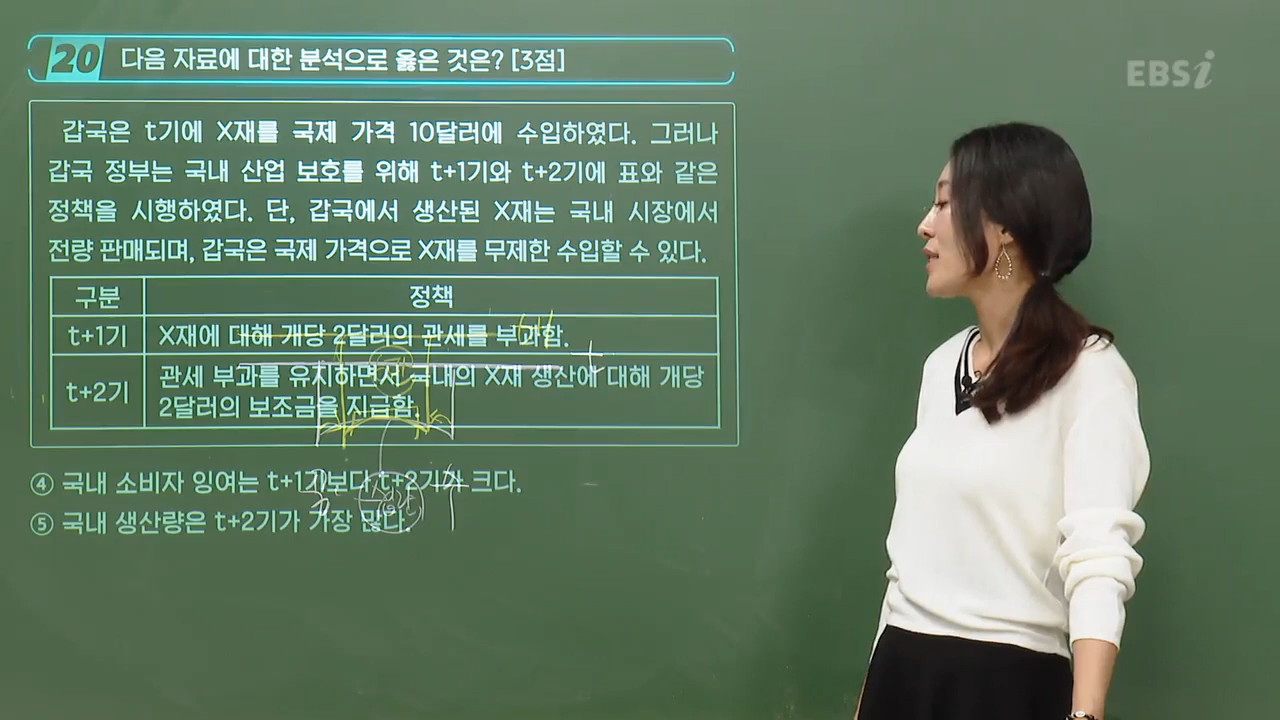 20 다음 자료에 대한 분석으로 옳은 것은? [3점]
EBSi
갑국은 t기에 X재를 국제 가격 10달러에 수입하였다. 그러나
갑국 정부는 국내 산업 보호를 위해 t+1기와 t+2기에 표와 같은
정책을 시행하였다. 단, 갑국에서 생산된 X재는 국내 시장에서
전량 판매되며, 갑국은 국제 가격으로 X재를 무제한 수입할 수 있다.
구분 정책
t+1기 X재에 대해 개당 2달러의 관세를 부과함.
t+2기 관세 부과를 유지하면서 국내의 X재 생산에 대해 개당
2달러의 보조금을 지급함.
④ 국내 소비자 잉여는 t+1기보다 t+2기가 크다.
⑤ 국내 생산량은 t+2기가 가장 많다.
t